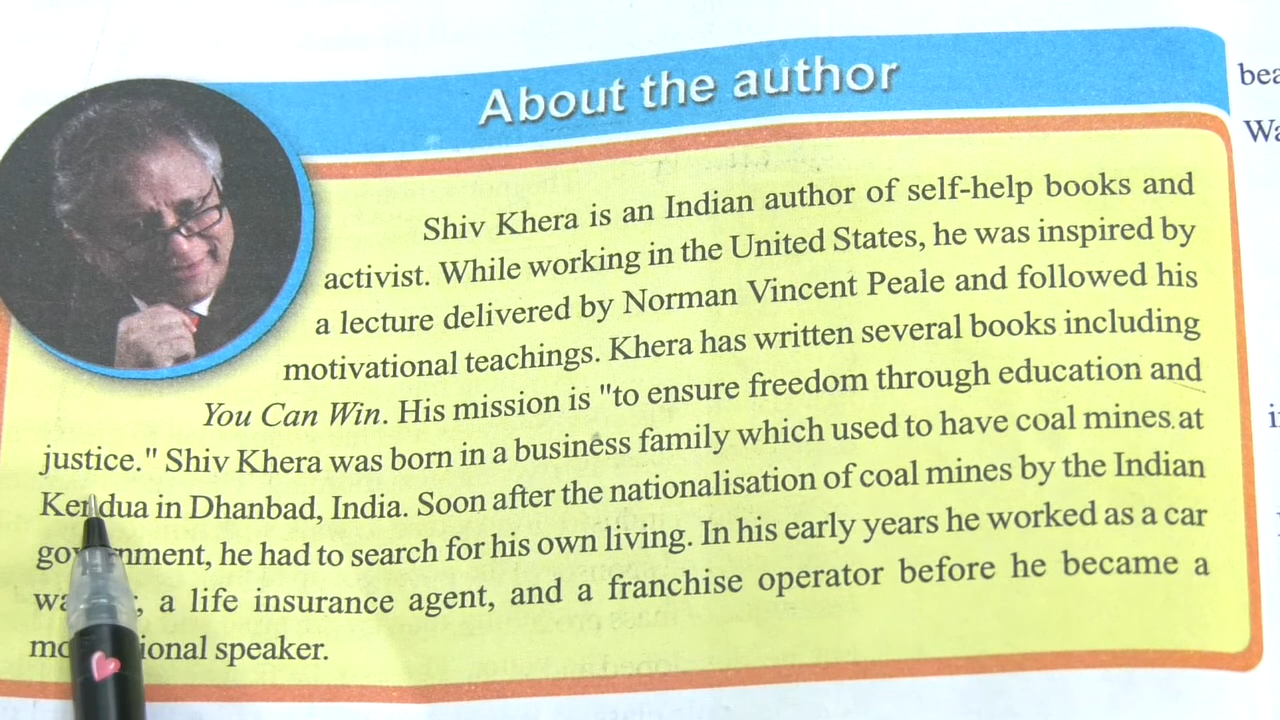 About the author
bea
Wa
Shiv Khera is an Indian author of self-help books and
activist. While working in the United States, he was inspired by
a lecture delivered by Norman Vincent Peale and followed his
motivational teachings. Khera has written several books including
You Can Win. His mission is "to ensure freedom through education and
justice." Shiv Khera was born in a business family which used to have coal mines at
Kendua in Dhanbad, India. Soon after the nationalisation of coal mines by the Indian
government, he had to search for his own living. In his early years he worked as a car
, a life insurance agent, and a franchise operator before he became a
motivational speaker.